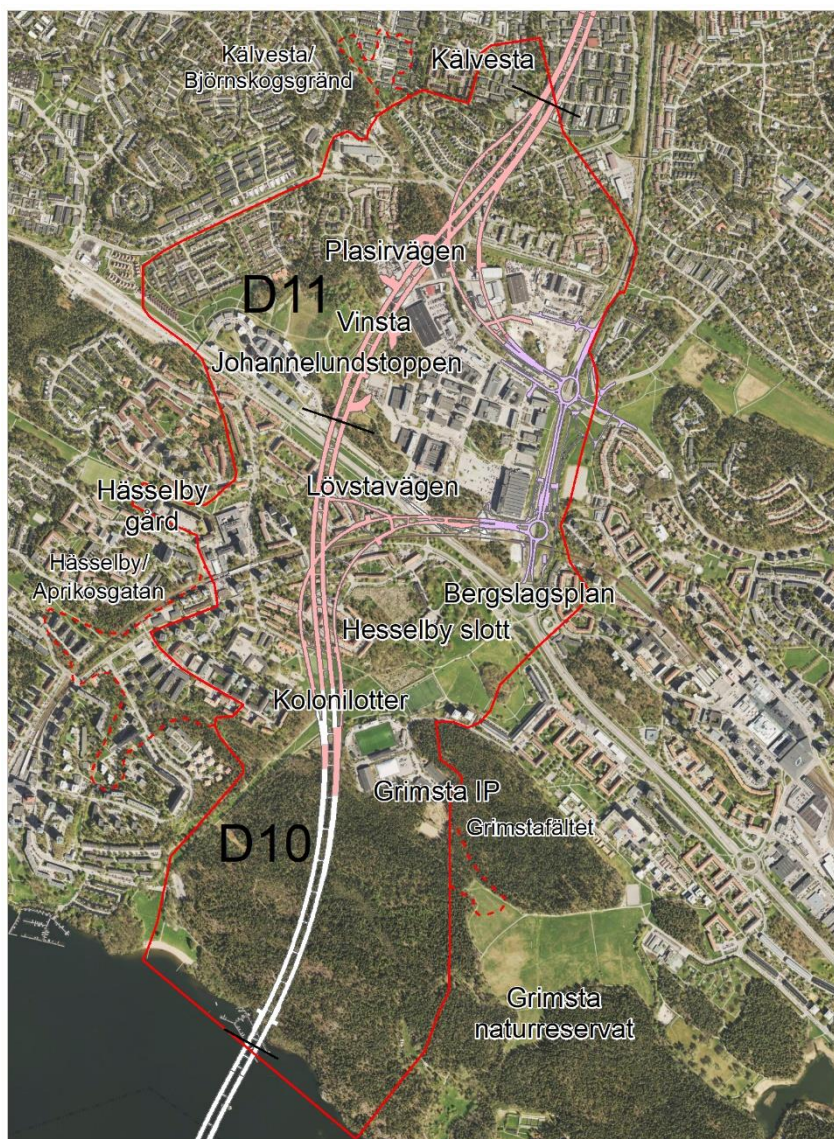 Kälvesta/
Björnskogsgränd
Kälvesta
Plasirvägen
D11
Vinsta
Johannelundstoppen
Hässelby
gård
Lövstavägen
Hässelby/
Aprikosgatan
Bergslagsplan
Hesselby slott
Kolonilotter
Grimsta IP
D10
Grimstafältet
Grimsta
naturreservat